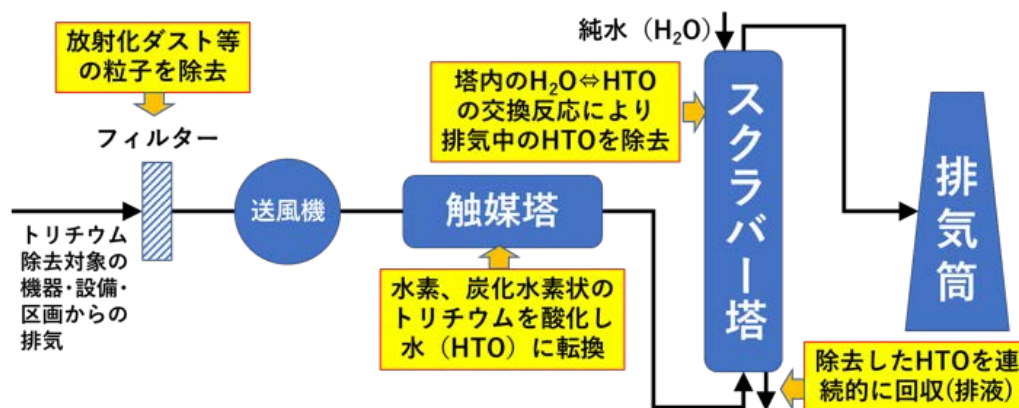 放射化ダスト等
の粒子を除去
フィルター
トリチウム
除去対象の
機器・設備・
区画からの
排気
送風機
触媒塔
水素、炭化水素状の
トリチウムを酸化し
水（HTO）に転換
純水（H₂O）
塔内のH₂O⇔HTO
の交換反応により
排気中のHTOを除去
スクラバー塔
排気筒
除去したHTOを連
続的に回収(排液)